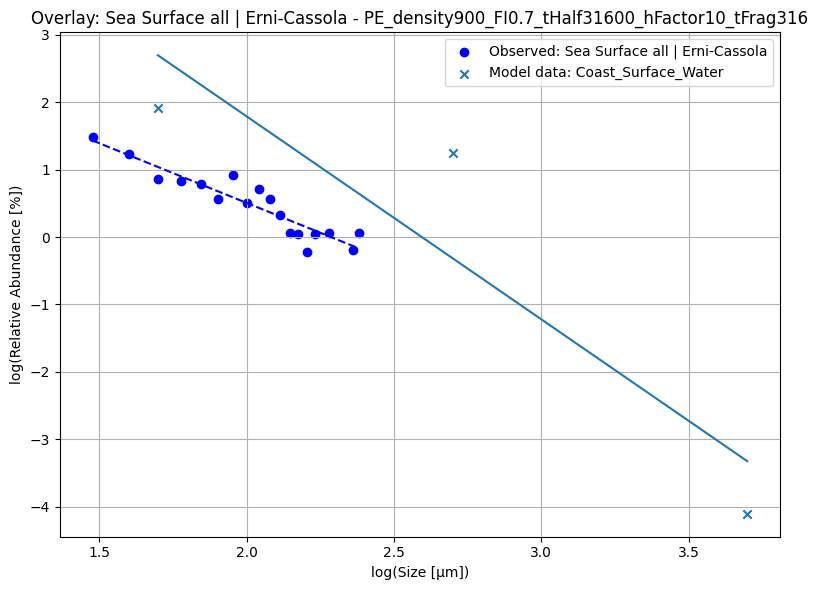 Overlay: Sea Surface all | Erni-Cassola - PE_density900_FI0.7_tHalf31600_hFactor10_tFrag316
Observed: Sea Surface all | Erni-Cassola
Model data: Coast_Surface_Water
log(Relative Abundance [%])
3
2
1
0
−1
−2
−3
−4
1.5
2.0
2.5
3.0
3.5
log(Size [μm])